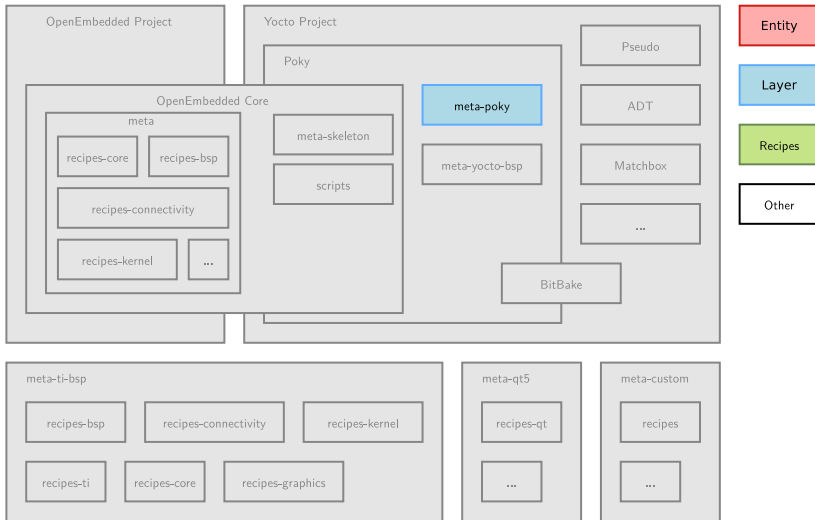 OpenEmbedded Project
Yocto Project
Entity
Pseudo
Poky
Layer
OpenEmbedded Core
meta-poky
ADT
meta
meta-skeleton
Recipes
recipes-core
recipes-bsp
meta-yocto-bsp
Matchbox
scripts
Other
recipes-connectivity
...
recipes-kernel
...
BitBake
meta-ti-bsp
meta-qt5
meta-custom
recipes-bsp
recipes-connectivity
recipes-kernel
recipes-qt
recipes
recipes-ti
recipes-core
recipes-graphics
...
...